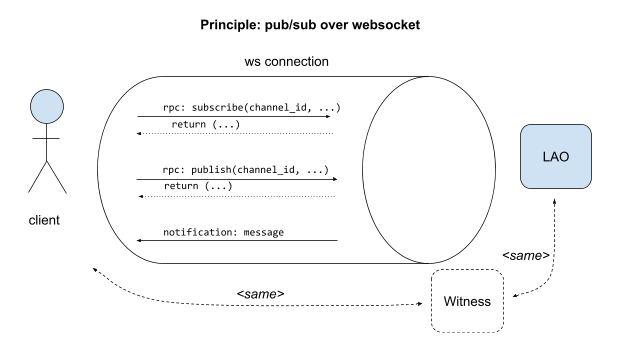 Principle: pub/sub over websocket
ws connection
rpc: subscribe(channel_id, ...)
return (...)
rpc: publish(channel_id, ...)
return (...)
notification: message
client
LAO
<same>
<same>
Witness